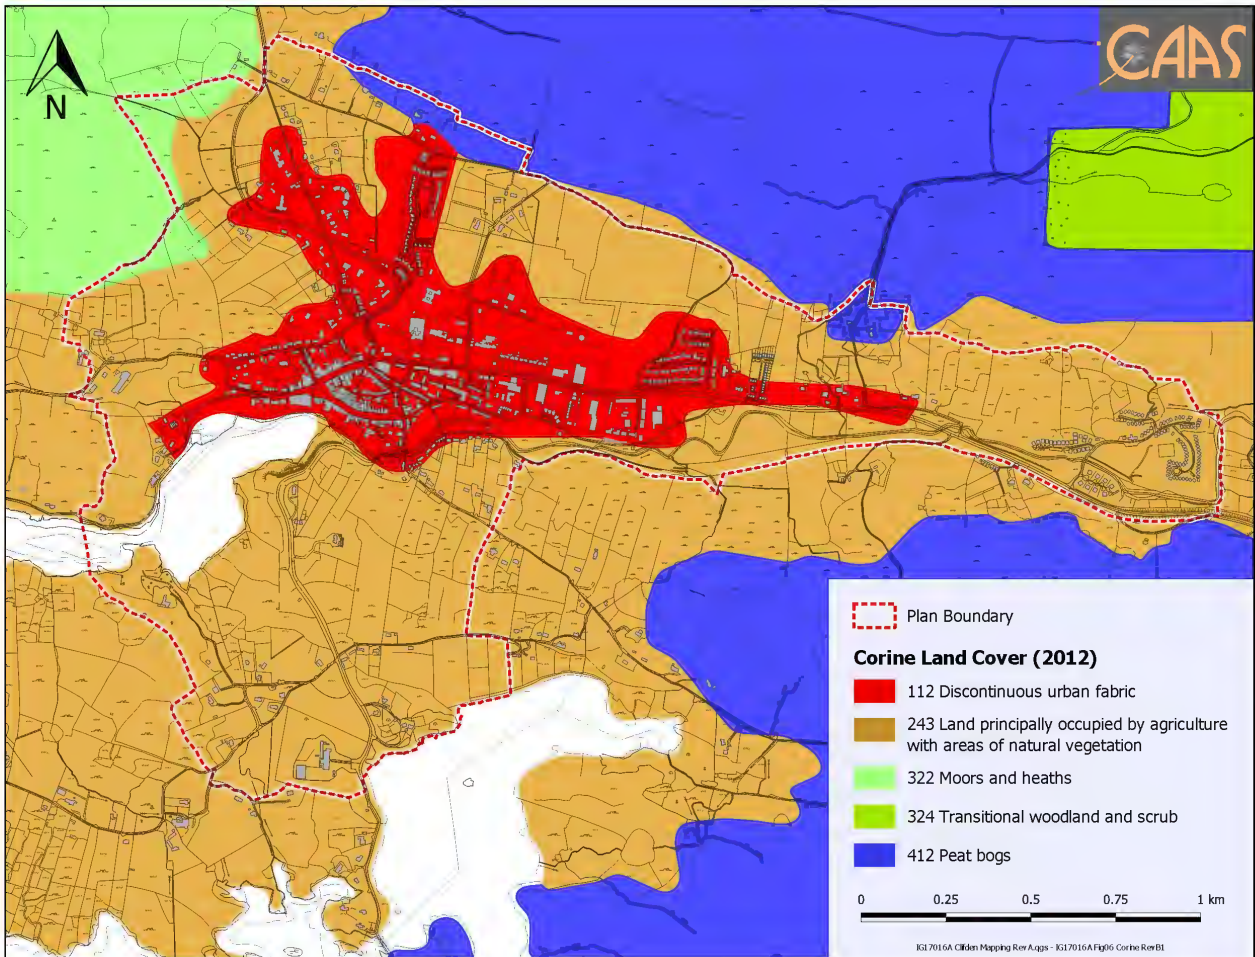 CAAS
N
Plan Boundary
Corine Land Cover (2012)
112 Discontinuous urban fabric
243 Land principally occupied by agriculture
with areas of natural vegetation
322 Moors and heaths
324 Transitional woodland and scrub
412 Peat bogs
0 0.25 0.5 0.75 1 km
IG17016A Clifden Mapping RevA.qgs - IG17016A Fig06 Corine RevB1